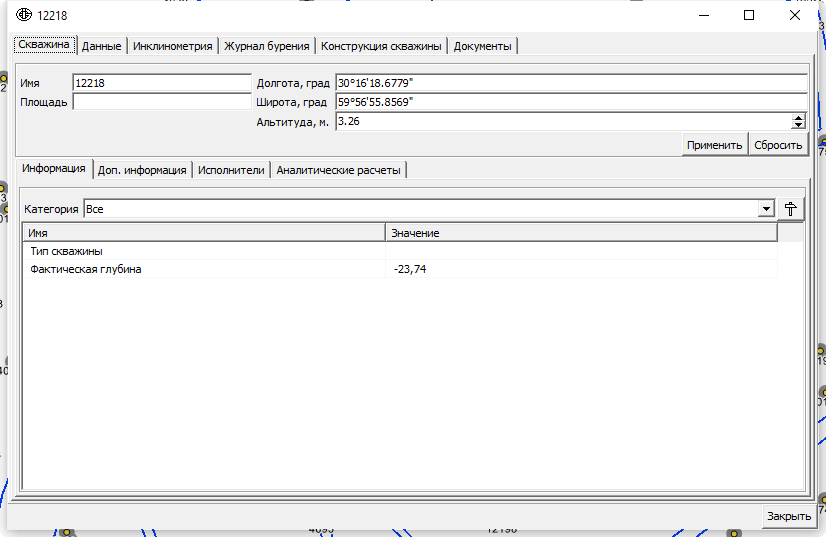 12218
Скважина Данные Инклинометрия Журнал бурения Конструкция скважины Документы
Имя 12218 Долгота, град 30°16'18.6779"
Площадь Широта, град 59°56'55.8569"
Альтитуда, м. 3.26
Применить Сбросить
Информация Доп. информация Исполнители Аналитические расчеты
Категория Все
Имя Значение
Тип скважины
Фактическая глубина -23,74
Закрыть